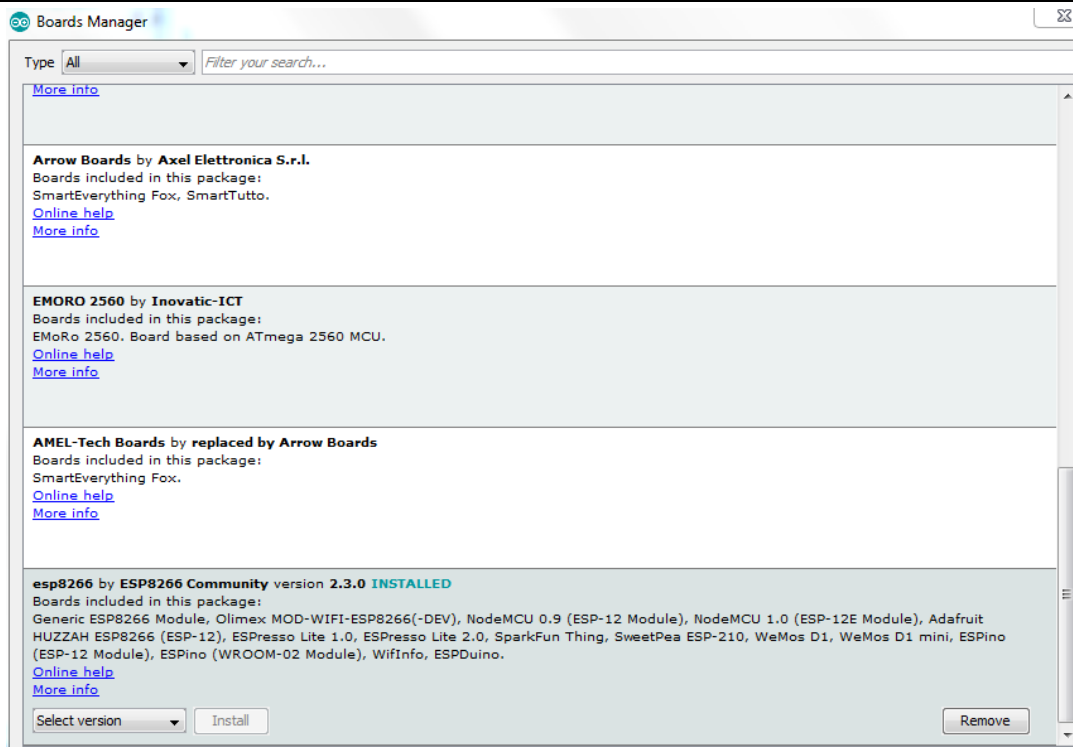 Boards Manager
Type All Filter your search...
More info
Arrow Boards by Axel Elettronica S.r.l.
Boards included in this package:
SmartEverything Fox, SmartTutto.
Online help
More info
EMORO 2560 by Inovatic-ICT
Boards included in this package:
EMoRo 2560. Board based on ATmega 2560 MCU.
Online help
More info
AMEL-Tech Boards by replaced by Arrow Boards
Boards included in this package:
SmartEverything Fox.
Online help
More info
esp8266 by ESP8266 Community version 2.3.0 INSTALLED
Boards included in this package:
Generic ESP8266 Module, Olimex MOD-WIFI-ESP8266(-DEV), NodeMCU 0.9 (ESP-12 Module), NodeMCU 1.0 (ESP-12E Module), Adafruit
HUZZAH ESP8266 (ESP-12), ESPresso Lite 1.0, ESPresso Lite 2.0, SparkFun Thing, SweetPea ESP-210, WeMos D1, WeMos D1 mini, ESPino
(ESP-12 Module), ESPino (WROOM-02 Module), WifInfo, ESPDuino.
Online help
More info
Select version Install Remove